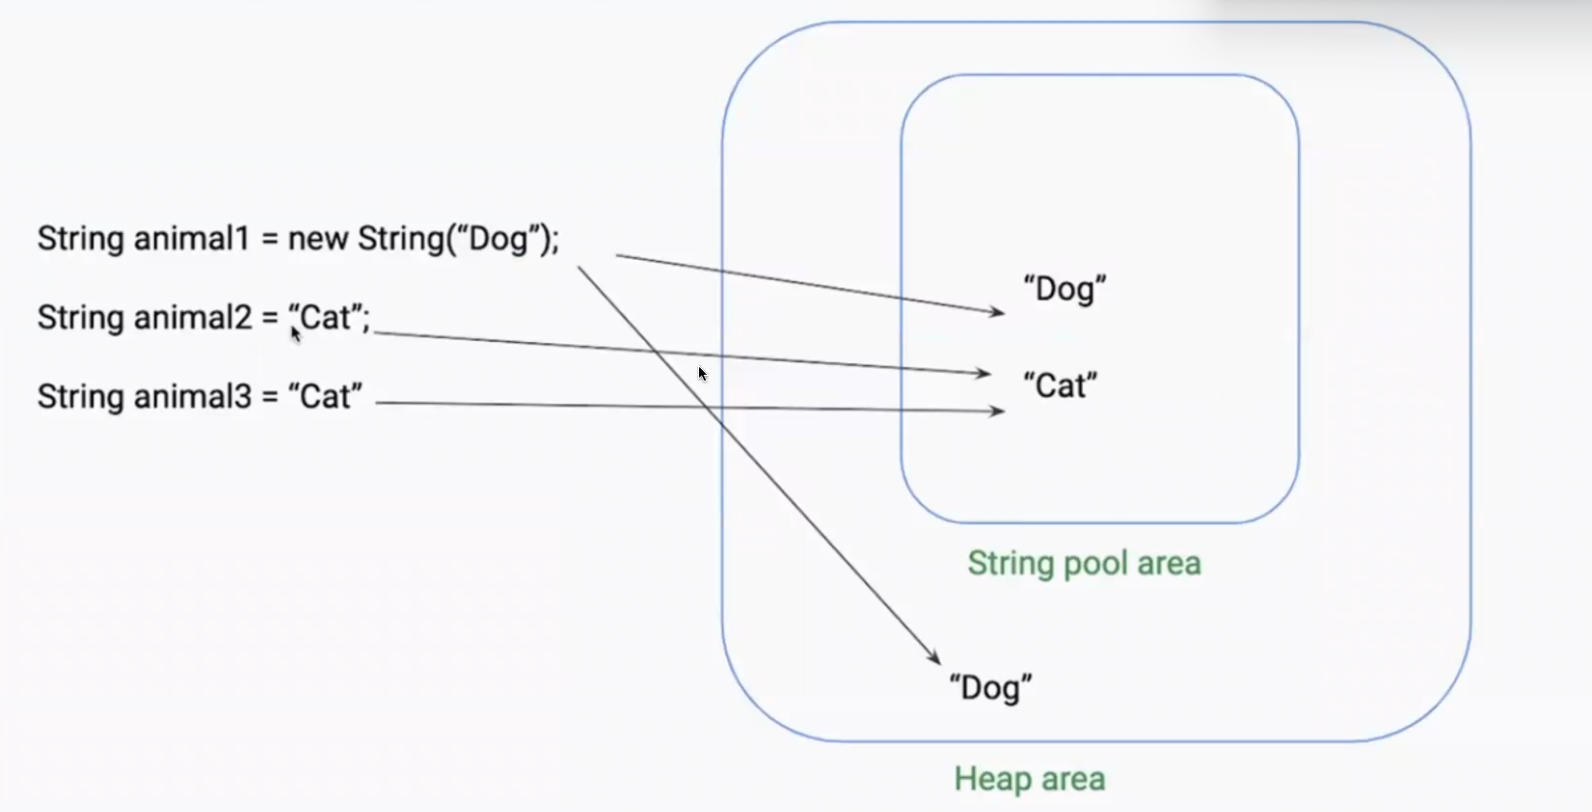 String animal1 = new String(“Dog”);
String animal2 = “Cat”;
String animal3 = “Cat”
“Dog”
“Cat”
String pool area
“Dog”
Heap area